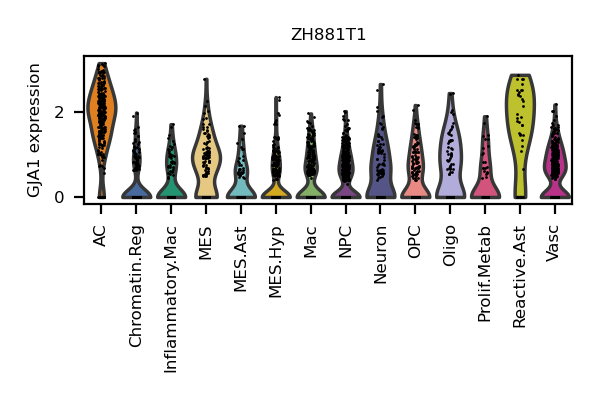 ZH881T1
GJA1 expression
2
0
AC
Chromatin.Reg
Inflammatory.Mac
MES
MES.Ast
MES.Hyp
Mac
NPC
Neuron
OPC
Oligo
Prolif.Metab
Reactive.Ast
Vasc